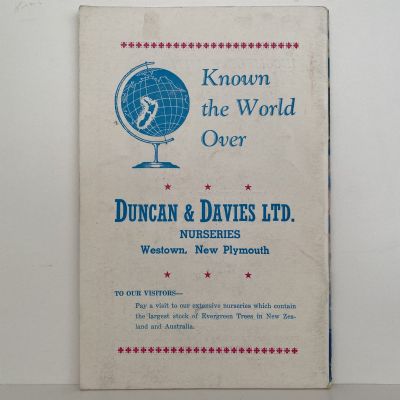 Known
the World
Over
DUNCAN & DAVIES LTD.
NURSERIES
Westown, New Plymouth
TO OUR VISITORS—
Pay a visit to our extensive nurseries which contain
the largest stock of Evergreen Trees in New Zea-
land and Australia.